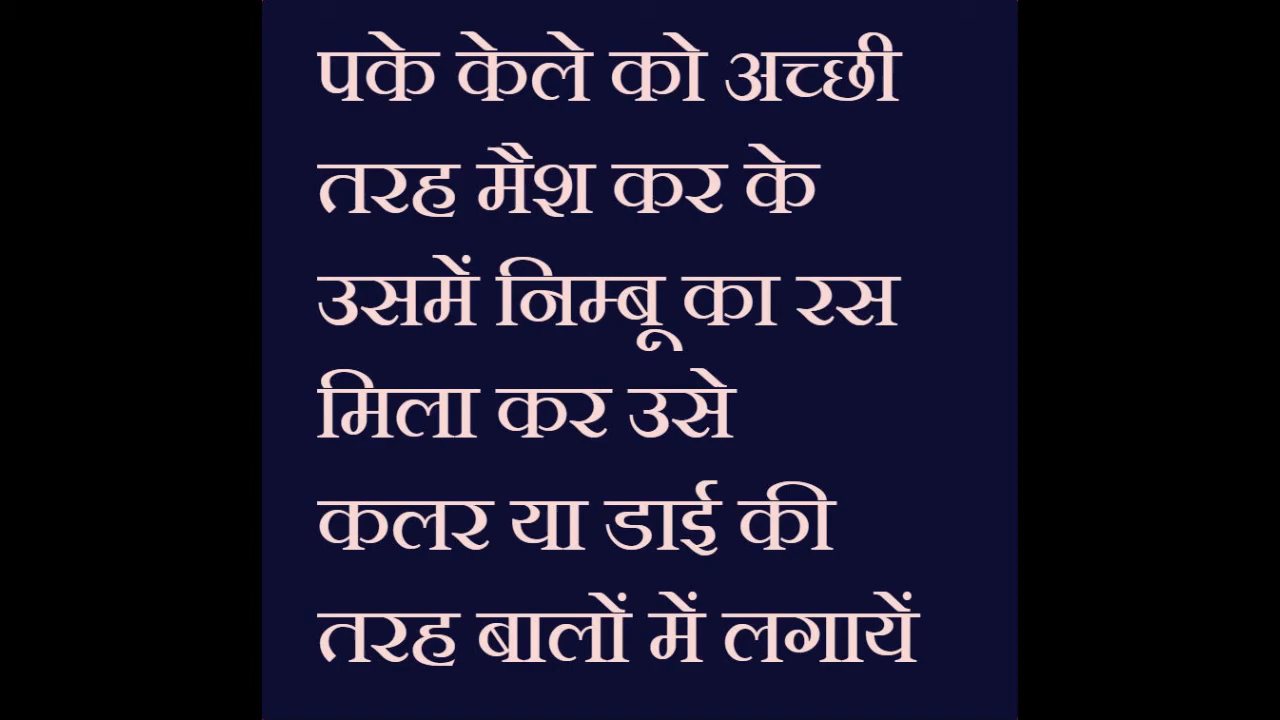 पके केले को अच्छी
तरह मैश कर के
उसमें निम्बू का रस
मिला कर उसे
कलर या डाई की
तरह बालों में लगायें